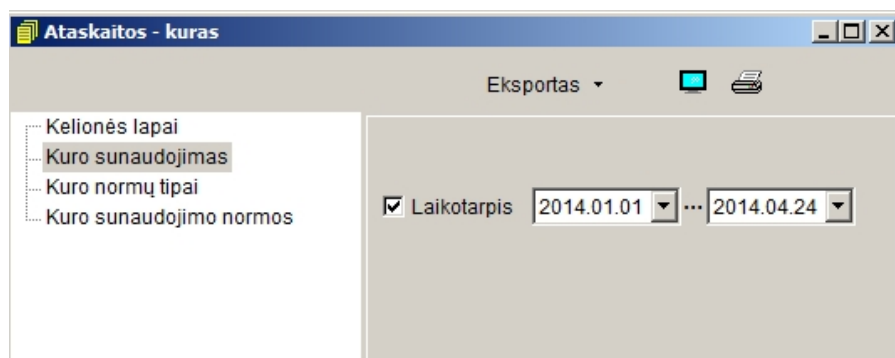 Ataskaitos - kuras
Eksportas
Kelionės lapai
Kuro sunaudojimas
Kuro normų tipai
Kuro sunaudojimo normos
Laikotarpis 2014.01.01 ... 2014.04.24